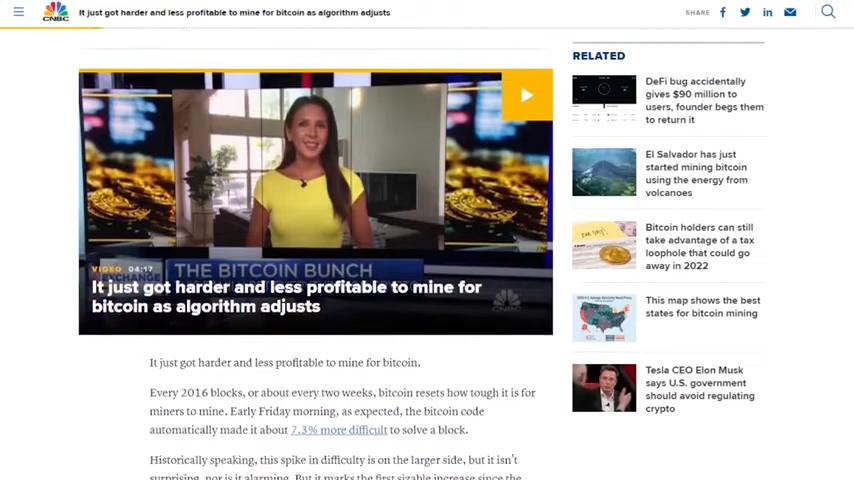 CNBC
It just got harder and less profitable to mine for bitcoin as algorithm adjusts
SHARE
VIDEO 04:17
THE BITCOIN BUNCH
EXCHANGE
It just got harder and less profitable to mine for
bitcoin as algorithm adjusts
CNBC
It just got harder and less profitable to mine for bitcoin.
Every 2016 blocks, or about every two weeks, bitcoin resets how tough it is for
miners to mine. Early Friday morning, as expected, the bitcoin code
automatically made it about 7.3% more difficult to solve a block.
Historically speaking, this spike in difficulty is on the larger side, but it isn't
surprising, nor is it alarming. But it marks the first sizable increase since the
RELATED
DeFi bug accidentally
gives $90 million to
users, founder begs them
to return it
El Salvador has just
started mining bitcoin
using the energy from
volcanoes
Bitcoin holders can still
take advantage of a tax
loophole that could go
away in 2022
This map shows the best
states for bitcoin mining
Tesla CEO Elon Musk
says U.S. government
should avoid regulating
crypto